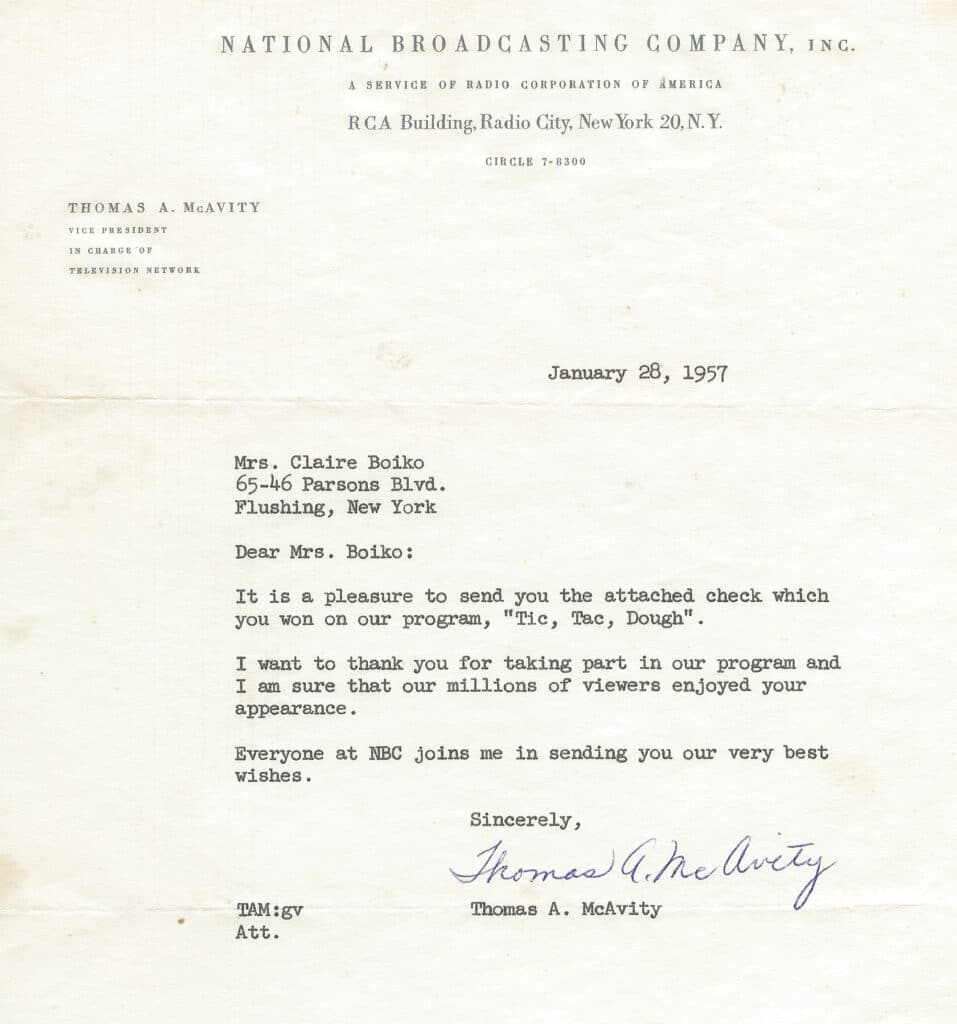 NATIONAL BROADCASTING COMPANY, INC.
A SERVICE OF RADIO CORPORATION OF AMERICA
RCA Building, Radio City, New York 20, N.Y.
CIRCLE 7-8300
THOMAS A. McAVITY
VICE PRESIDENT
IN CHARGE OF
TELEVISION NETWORK
January 28, 1957
Mrs. Claire Boiko
65-46 Parsons Blvd.
Flushing, New York
Dear Mrs. Boiko:
It is a pleasure to send you the attached check which
you won on our program, "Tic, Tac, Dough".
I want to thank you for taking part in our program and
I am sure that our millions of viewers enjoyed your
appearance.
Everyone at NBC joins me in sending you our very best
wishes.
Sincerely,
Thomas A. McAvity
TAM:gv Thomas A. McAvity
Att.